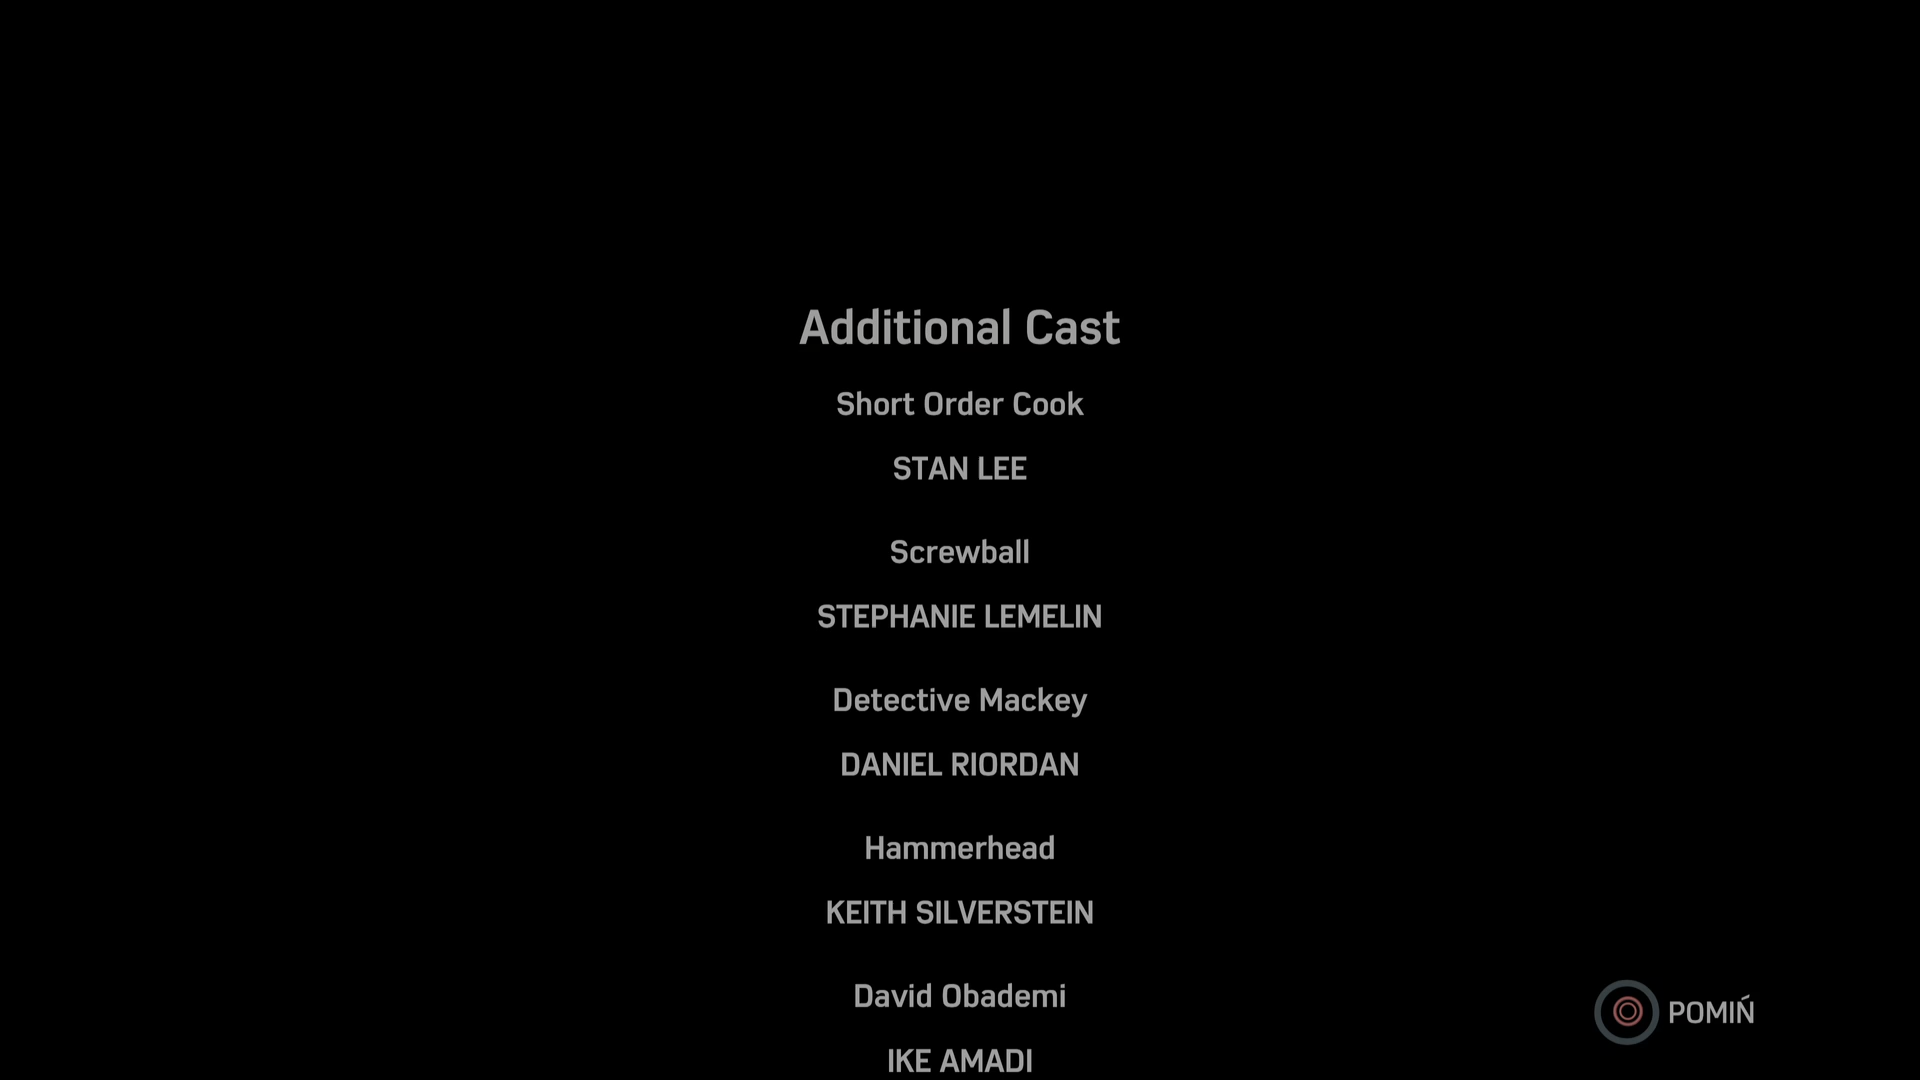 Additional Cast
Short Order Cook
STAN LEE
Screwball
STEPHANIE LEMELIN
Detective Mackey
DANIEL RIORDAN
Hammerhead
KEITH SILVERSTEIN
David Obademi
IKE AMADI
POMIŃ